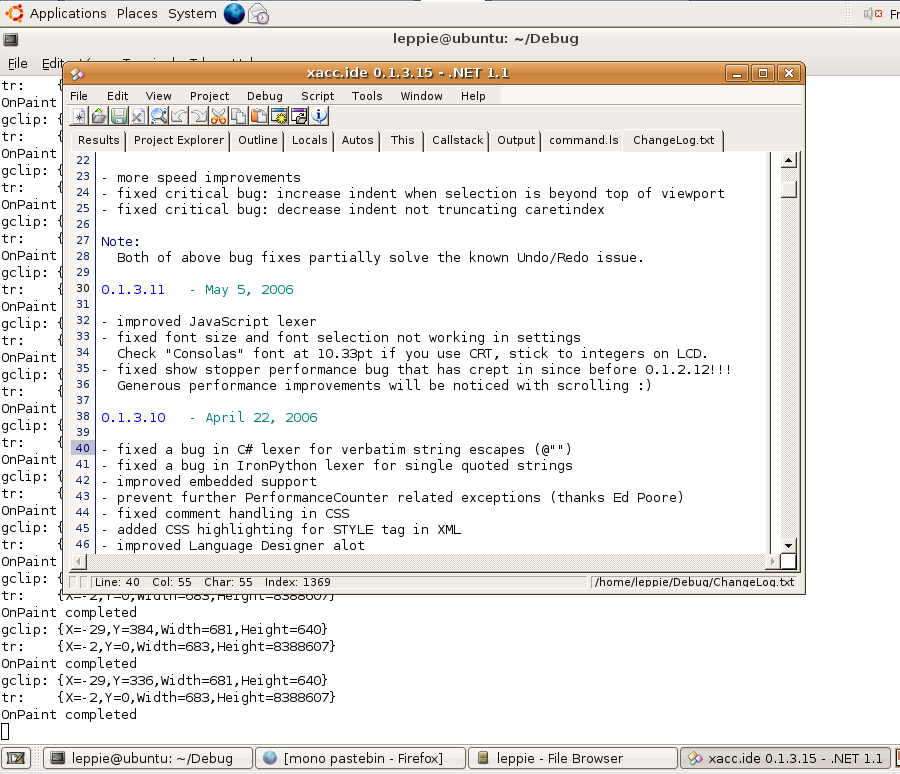 Applications Places System Fr
leppie@ubuntu: ~/Debug
File Edit View Terminal Tabs Help
xacc.ide 0.1.3.15 - .NET 1.1
File Edit View Project Debug Script Tools Window Help
Results Project Explorer Outline Locals Autos This Callstack Output command.ls ChangeLog.txt
tr: {
OnPaint
gclip: {
tr: {
OnPaint
gclip: {
tr: {
OnPaint
gclip: {
tr: {
OnPaint
gclip: {
tr: {
OnPaint
gclip: {
tr: {
OnPaint
gclip: {
tr: {
OnPaint
gclip: {
tr: {
OnPaint
gclip: {
tr: {
OnPaint
gclip: {
tr: {
OnPaint
gclip: {
22
23 - more speed improvements
24 - fixed critical bug: increase indent when selection is beyond top of viewport
25 - fixed critical bug: decrease indent not truncating caretindex
26
27 Note:
28 Both of above bug fixes partially solve the known Undo/Redo issue.
29
30 0.1.3.11 - May 5, 2006
31
32 - improved JavaScript lexer
33 - fixed font size and font selection not working in settings
34 Check "Consolas" font at 10.33pt if you use CRT, stick to integers on LCD.
35 - fixed show stopper performance bug that has crept in since before 0.1.2.12!!!
36 Generous performance improvements will be noticed with scrolling :)
37
38 0.1.3.10 - April 22, 2006
39
40 - fixed a bug in C# lexer for verbatim string escapes (@"")
41 - fixed a bug in IronPython lexer for single quoted strings
42 - improved embedded support
43 - prevent further PerformanceCounter related exceptions (thanks Ed Poore)
44 - fixed comment handling in CSS
45 - added CSS highlighting for STYLE tag in XML
46 - improved Language Designer alot
Line: 40 Col: 55 Char: 55 Index: 1369 /home/leppie/Debug/ChangeLog.txt
tr: {X=-2,Y=0,Width=683,Height=8388607}
OnPaint completed
gclip: {X=-29,Y=384,Width=681,Height=640}
tr: {X=-2,Y=0,Width=683,Height=8388607}
OnPaint completed
gclip: {X=-29,Y=336,Width=681,Height=640}
tr: {X=-2,Y=0,Width=683,Height=8388607}
OnPaint completed
leppie@ubuntu: ~/Debug [mono pastebin - Firefox] leppie - File Browser xacc.ide 0.1.3.15 - .NET 1.1